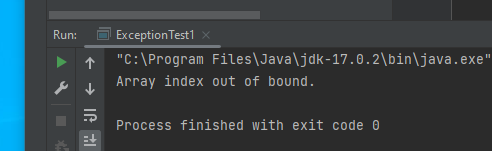 Run: ExceptionTest1 ×
"C:\Program Files\Java\jdk-17.0.2\bin\java.exe"
Array index out of bound.
Process finished with exit code 0